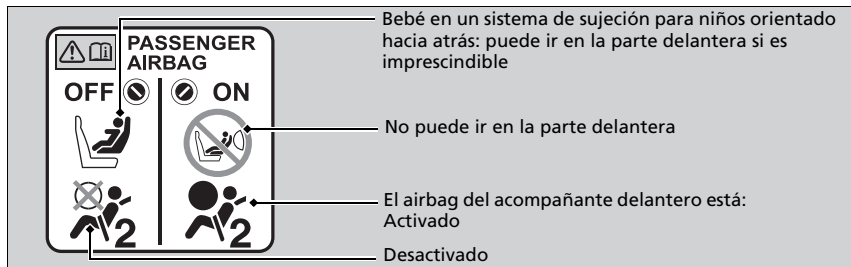 PASSENGER
AIRBAG
OFF ON
2 2
Bebé en un sistema de sujeción para niños orientado
hacia atrás: puede ir en la parte delantera si es
imprescindible
No puede ir en la parte delantera
El airbag del acompañante delantero está:
Activado
Desactivado